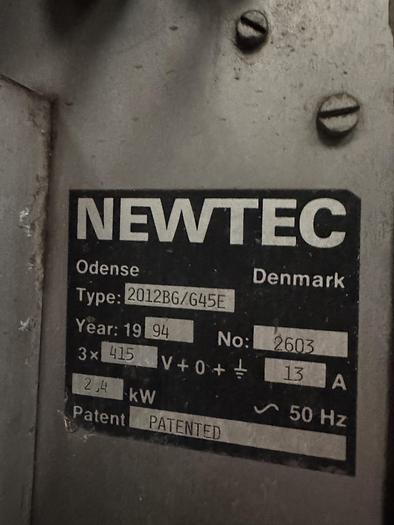 NEWTEC
Odense Denmark
Type: 2012BG/G45E
Year: 19 94 No: 2603
3× 415 V + 0 + ⏚ 13 A
2,4 kW ~ 50 Hz
Patent PATENTED